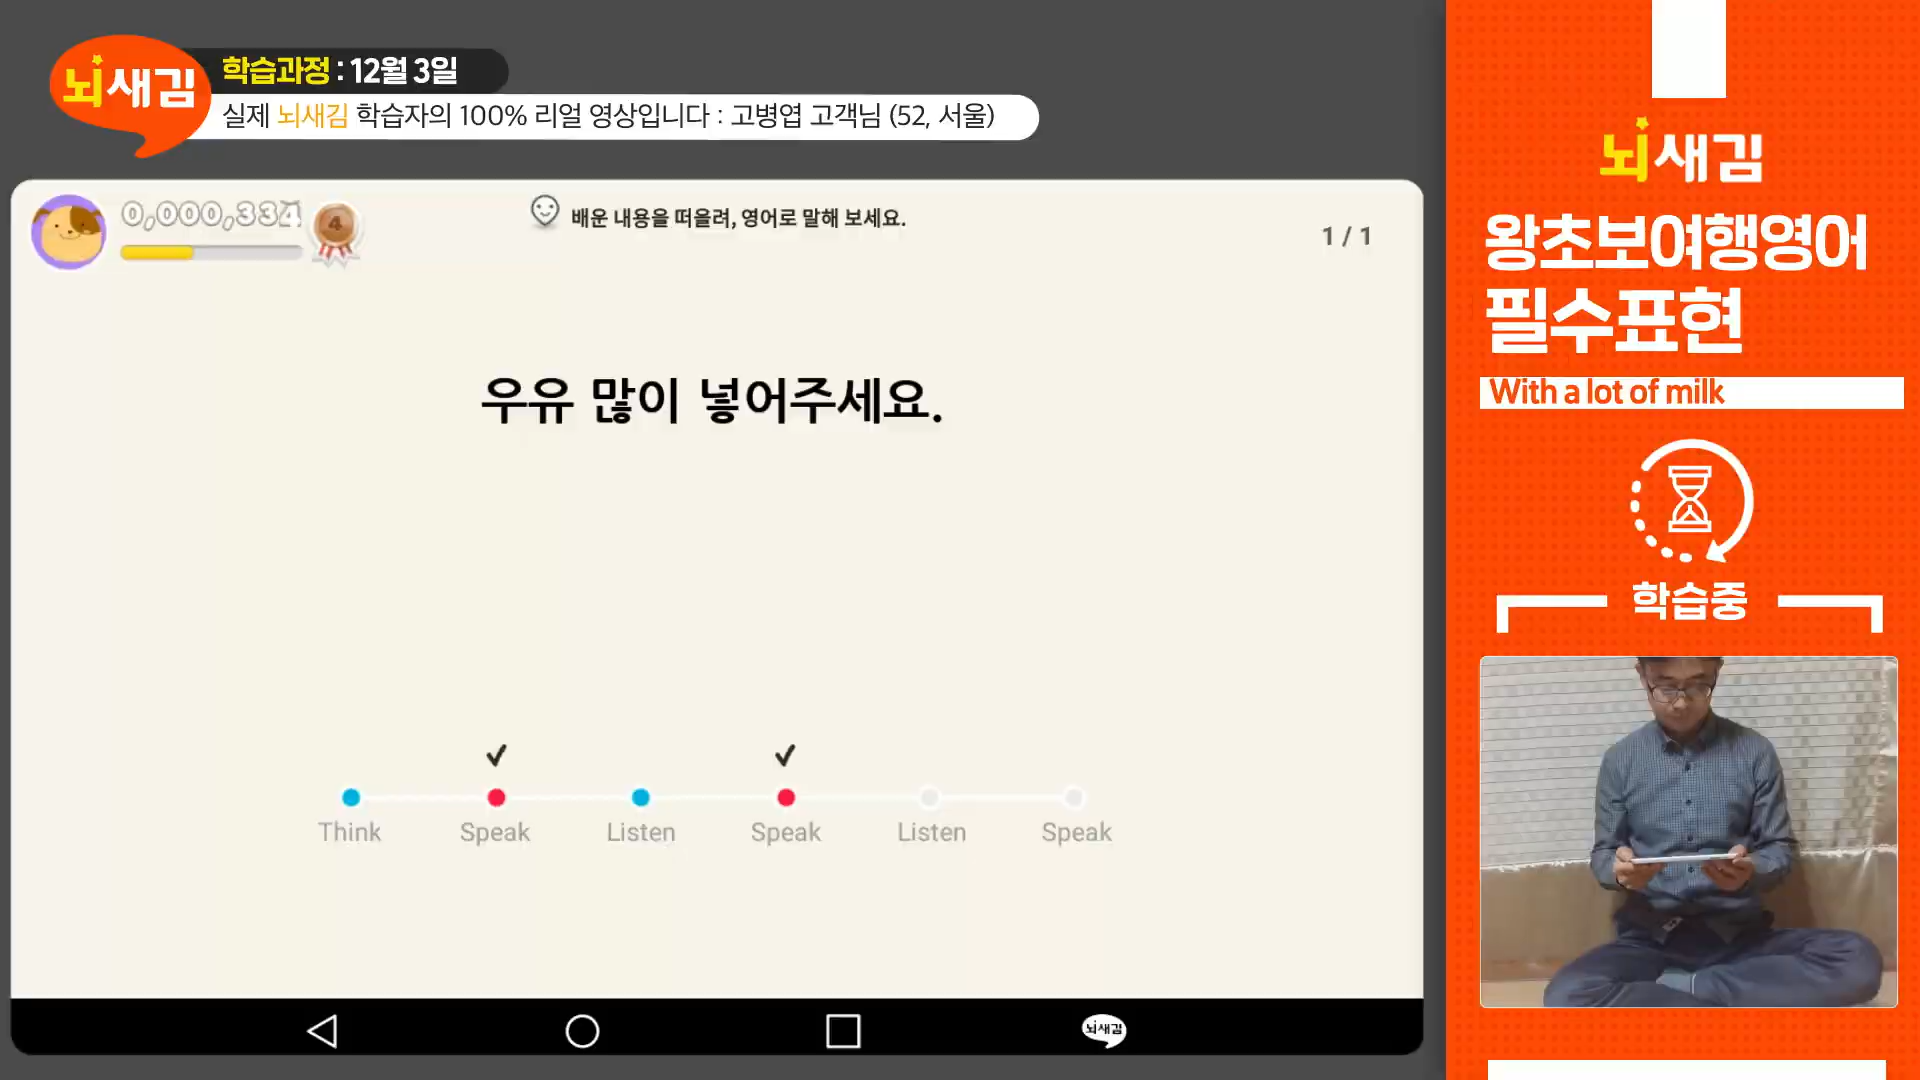 뇌새김
학습과정 : 12월 3일
실제 뇌새김 학습자의 100% 리얼 영상입니다 : 고병엽 고객님 (52, 서울)
0,000,334
4
배운 내용을 떠올려, 영어로 말해 보세요.
1 / 1
우유 많이 넣어주세요.
Think
Speak
Listen
Speak
Listen
Speak
뇌새김
뇌새김
왕초보여행영어
필수표현
With a lot of milk
학습중